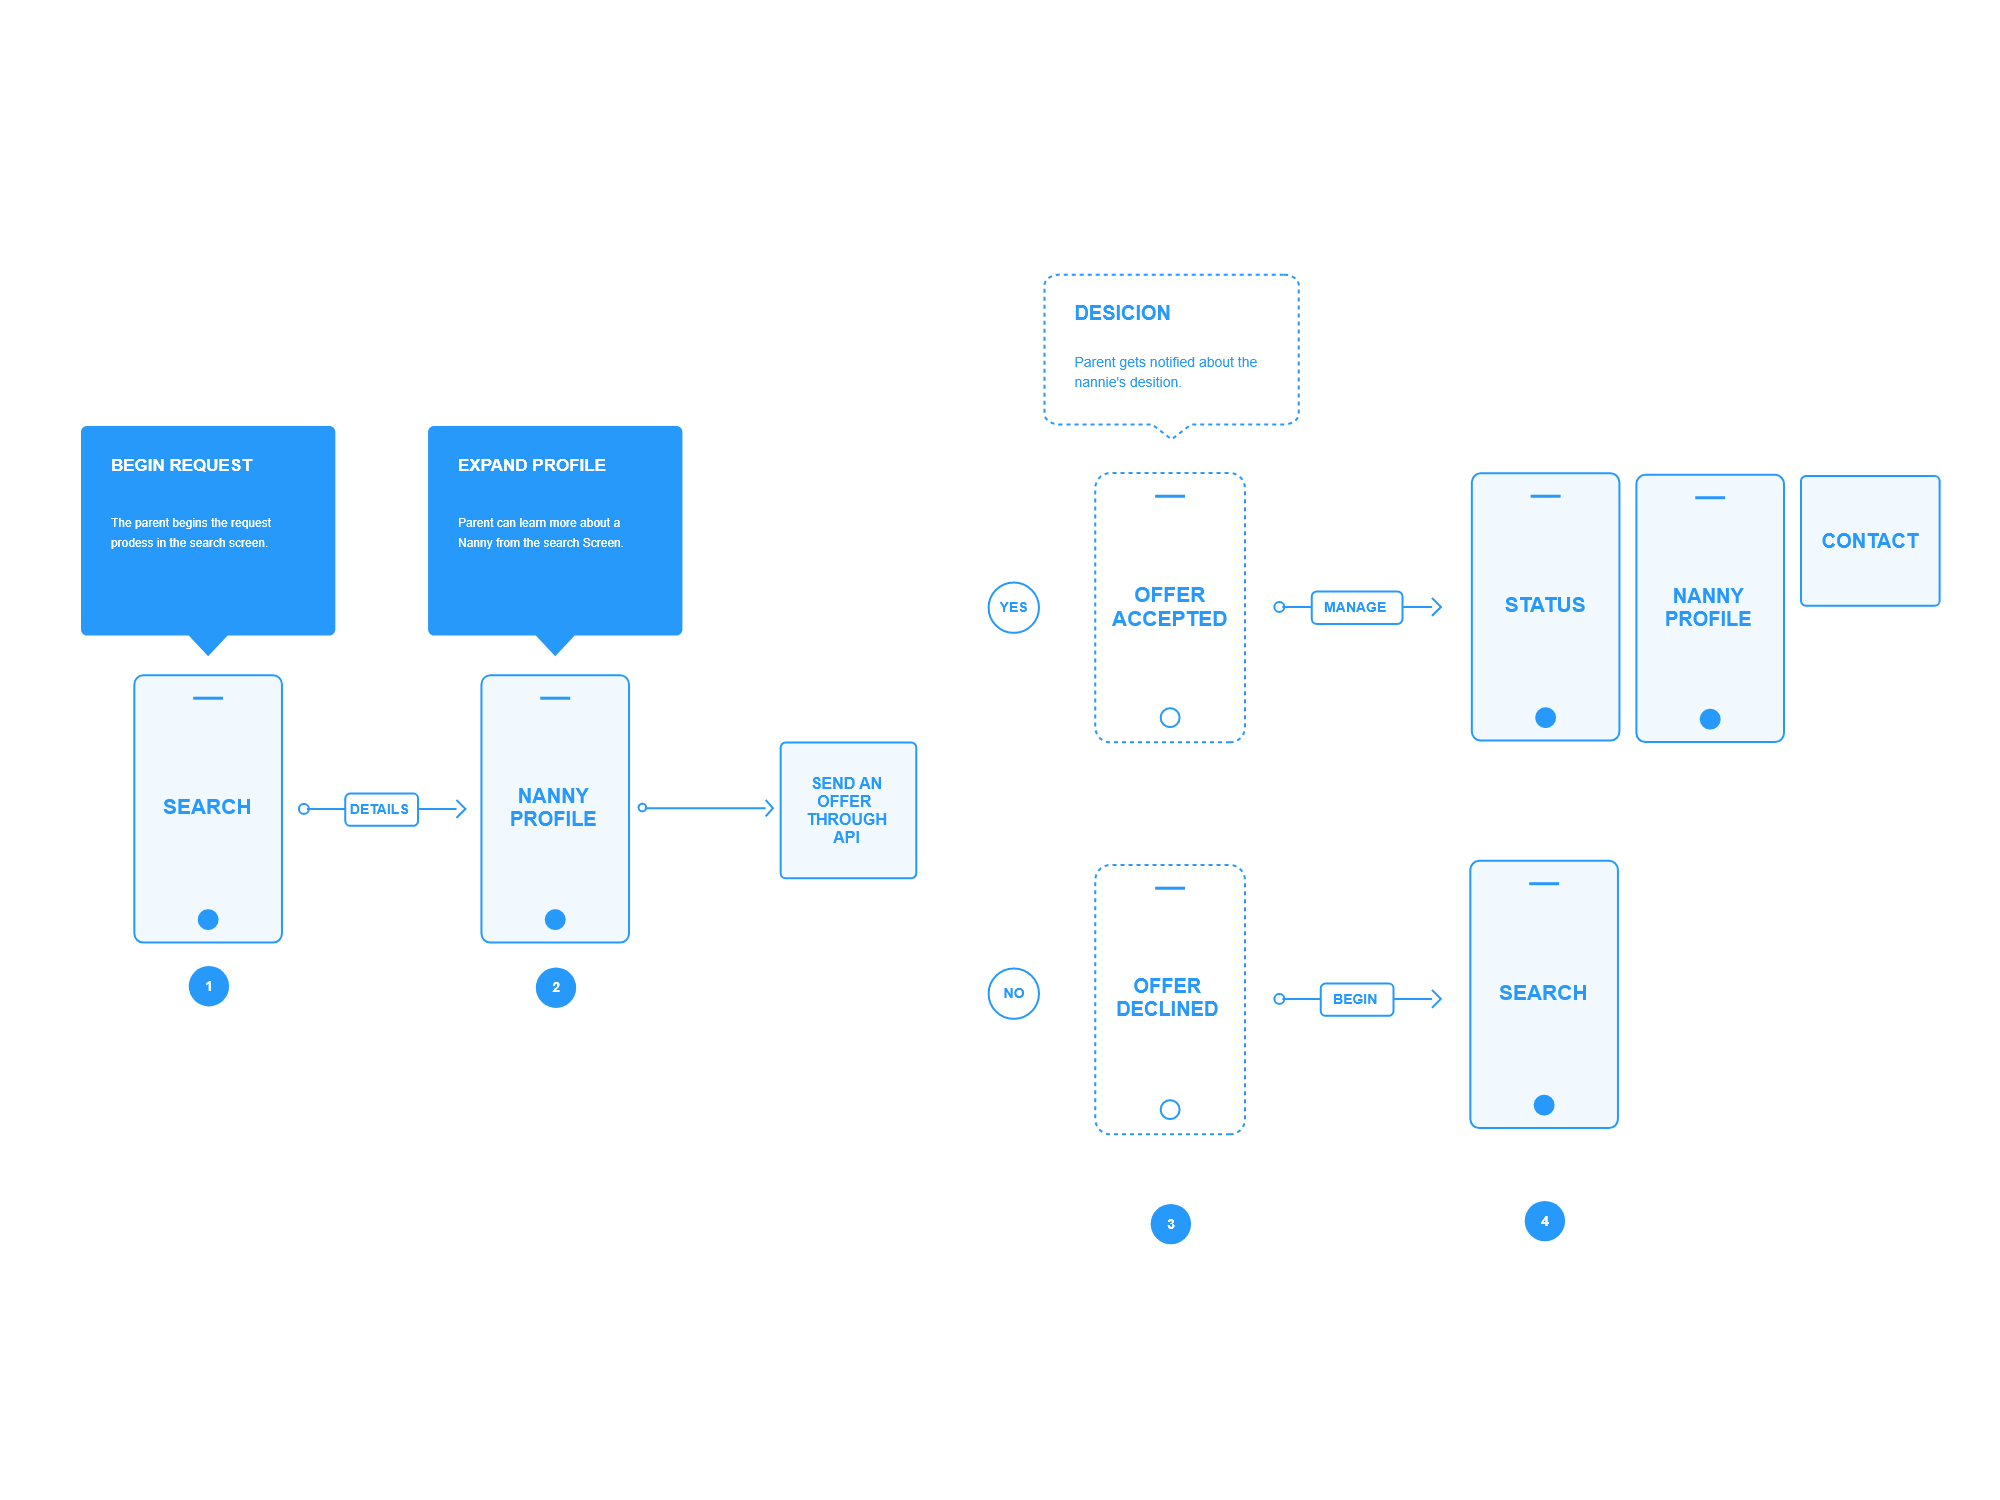 BEGIN REQUEST
The parent begins the request
prodess in the search screen.
SEARCH
1
DETAILS
EXPAND PROFILE
Parent can learn more about a
Nanny from the search Screen.
NANNY
PROFILE
2
SEND AN
OFFER
THROUGH
API
DESICION
Parent gets notified about the
nannie's desition.
YES
OFFER
ACCEPTED
MANAGE
STATUS
NANNY
PROFILE
CONTACT
NO
OFFER
DECLINED
BEGIN
SEARCH
3
4